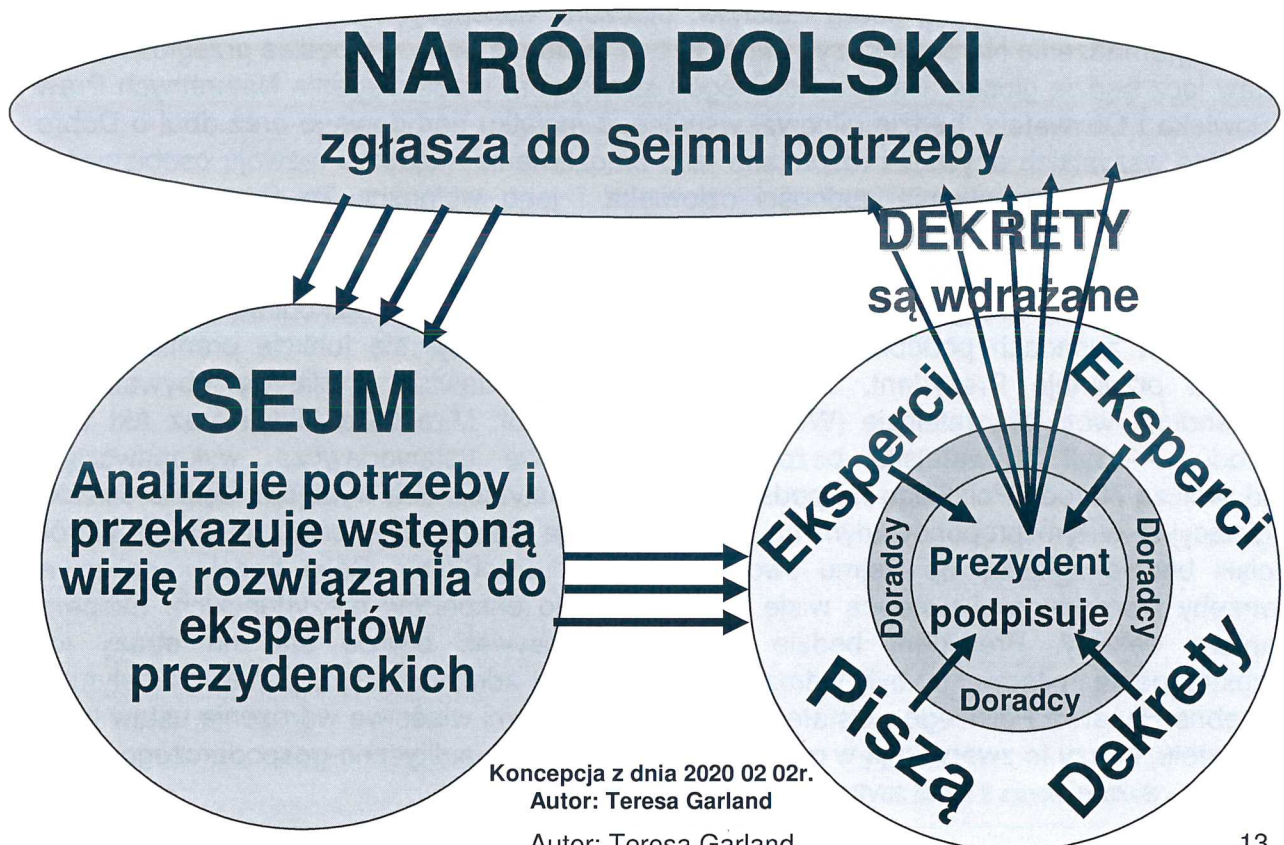 NARÓD POLSKI
zgłasza do Sejmu potrzeby
DEKRETY
są wdrażane
SEJM
Analizuje potrzeby i
przekazuje wstępną
wizję rozwiązania do
ekspertów
prezydenckich
Eksperci
Eksperci
Doradcy
Doradcy
Prezydent
podpisuje
Doradcy
Piszą
Dekrety
Koncepcja z dnia 2020 02 02r.
Autor: Teresa Garland
Autor: Teresa Garland
13